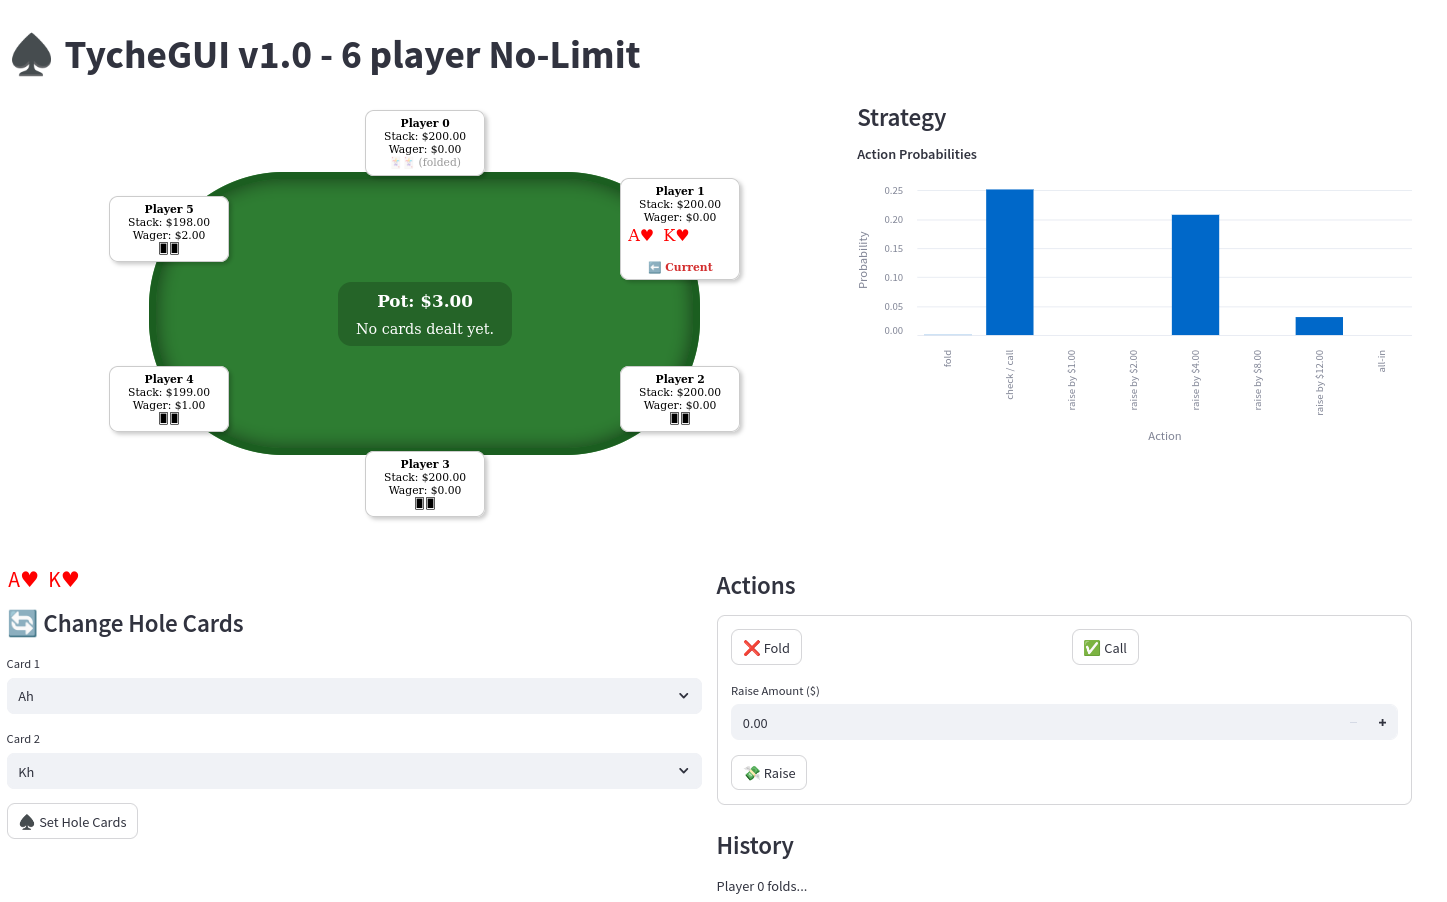 ♠ TycheGUI v1.0 - 6 player No-Limit
Player 0
Stack: $200.00
Wager: $0.00
(folded)
Player 1
Stack: $200.00
Wager: $0.00
A♥ K♥
Current
Player 5
Stack: $198.00
Wager: $2.00
Pot: $3.00
No cards dealt yet.
Player 4
Stack: $199.00
Wager: $1.00
Player 2
Stack: $200.00
Wager: $0.00
Player 3
Stack: $200.00
Wager: $0.00
Strategy
Action Probabilities
Probability
0.25
0.20
0.15
0.10
0.05
0.00
fold
check / call
raise by $1.00
raise by $2.00
raise by $4.00
raise by $8.00
raise by $12.00
all-in
Action
A♥ K♥
Change Hole Cards
Card 1
Ah
Card 2
Kh
♠ Set Hole Cards
Actions
Fold
Call
Raise Amount ($)
0.00
Raise
History
Player 0 folds...